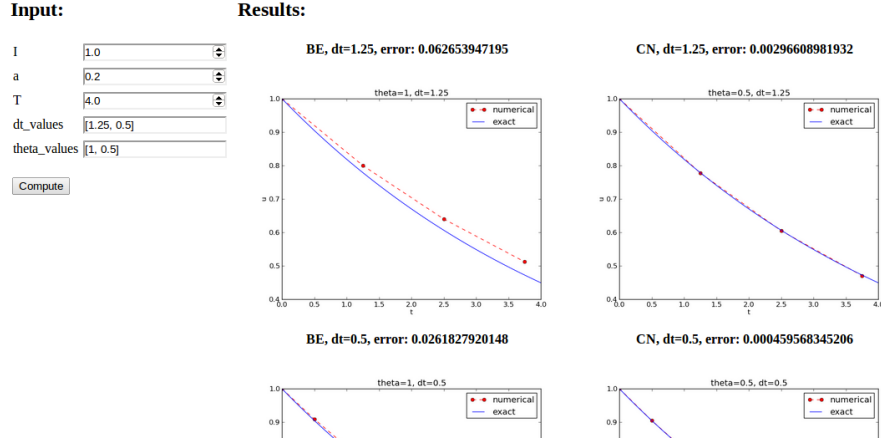 Input:
Results:
I
1.0
a
0.2
T
4.0
dt_values
[1.25, 0.5]
theta_values
[1, 0.5]
Compute
BE, dt=1.25, error: 0.062653947195
theta=1, dt=1.25
numerical
exact
1.0
0.9
0.8
0.7
0.6
0.5
0.4
u
0.0 0.5 1.0 1.5 2.0 2.5 3.0 3.5 4.0
t
CN, dt=1.25, error: 0.00296608981932
theta=0.5, dt=1.25
numerical
exact
1.0
0.9
0.8
0.7
0.6
0.5
0.4
u
0.0 0.5 1.0 1.5 2.0 2.5 3.0 3.5 4.0
t
BE, dt=0.5, error: 0.0261827920148
theta=1, dt=0.5
numerical
exact
1.0
0.9
CN, dt=0.5, error: 0.000459568345206
theta=0.5, dt=0.5
numerical
exact
1.0
0.9